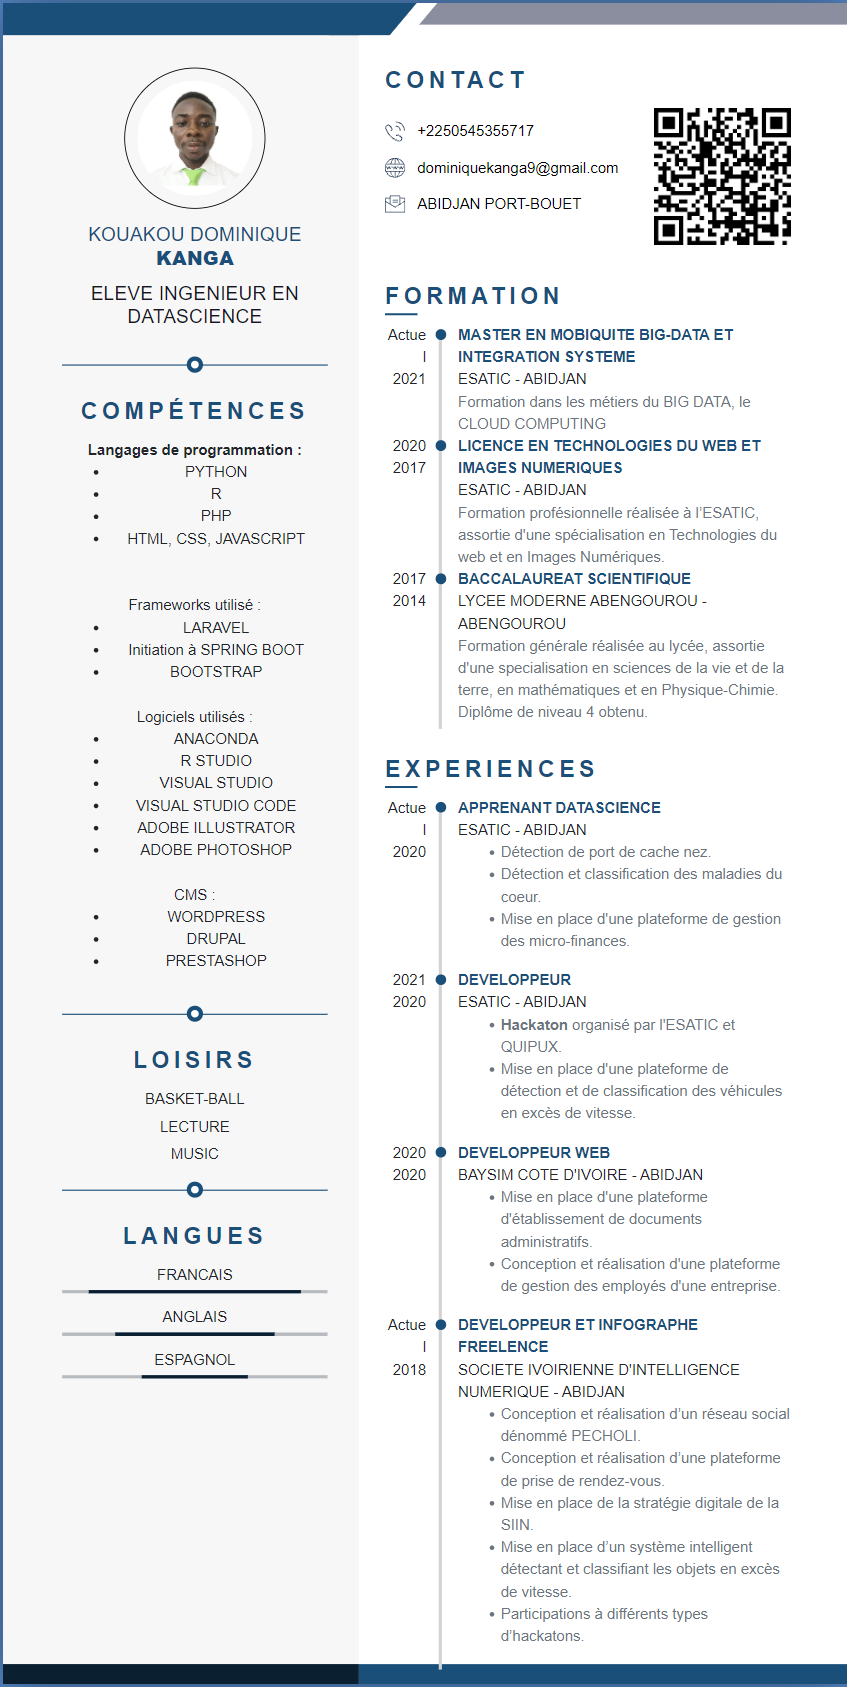 KOUAKOU DOMINIQUE
KANGA
ELEVE INGENIEUR EN
DATASCIENCE
COMPÉTENCES
Langages de programmation :
• PYTHON
• R
• PHP
• HTML, CSS, JAVASCRIPT
Frameworks utilisé :
• LARAVEL
• Initiation à SPRING BOOT
• BOOTSTRAP
Logiciels utilisés :
• ANACONDA
• R STUDIO
• VISUAL STUDIO
• VISUAL STUDIO CODE
• ADOBE ILLUSTRATOR
• ADOBE PHOTOSHOP
CMS :
• WORDPRESS
• DRUPAL
• PRESTASHOP
LOISIRS
BASKET-BALL
LECTURE
MUSIC
LANGUES
FRANCAIS
ANGLAIS
ESPAGNOL
CONTACT
+2250545355717
dominiquekanga9@gmail.com
ABIDJAN PORT-BOUET
FORMATION
Actue MASTER EN MOBIQUITE BIG-DATA ET
l INTEGRATION SYSTEME
2021 ESATIC - ABIDJAN
Formation dans les métiers du BIG DATA, le
CLOUD COMPUTING
2020 LICENCE EN TECHNOLOGIES DU WEB ET
2017 IMAGES NUMERIQUES
ESATIC - ABIDJAN
Formation profésionnelle réalisée à l’ESATIC,
assortie d'une spécialisation en Technologies du
web et en Images Numériques.
2017 BACCALAUREAT SCIENTIFIQUE
2014 LYCEE MODERNE ABENGOUROU -
ABENGOUROU
Formation générale réalisée au lycée, assortie
d'une specialisation en sciences de la vie et de la
terre, en mathématiques et en Physique-Chimie.
Diplôme de niveau 4 obtenu.
EXPERIENCES
Actue APPRENANT DATASCIENCE
l ESATIC - ABIDJAN
2020 • Détection de port de cache nez.
• Détection et classification des maladies du
coeur.
• Mise en place d'une plateforme de gestion
des micro-finances.
2021 DEVELOPPEUR
2020 ESATIC - ABIDJAN
• Hackaton organisé par l'ESATIC et
QUIPUX.
• Mise en place d'une plateforme de
détection et de classification des véhicules
en excès de vitesse.
2020 DEVELOPPEUR WEB
2020 BAYSIM COTE D'IVOIRE - ABIDJAN
• Mise en place d'une plateforme
d'établissement de documents
administratifs.
• Conception et réalisation d'une plateforme
de gestion des employés d'une entreprise.
Actue DEVELOPPEUR ET INFOGRAPHE
l FREELENCE
2018 SOCIETE IVOIRIENNE D'INTELLIGENCE
NUMERIQUE - ABIDJAN
• Conception et réalisation d’un réseau social
dénommé PECHOLI.
• Conception et réalisation d’une plateforme
de prise de rendez-vous.
• Mise en place de la stratégie digitale de la
SIIN.
• Mise en place d’un système intelligent
détectant et classifiant les objets en excès
de vitesse.
• Participations à différents types
d’hackatons.